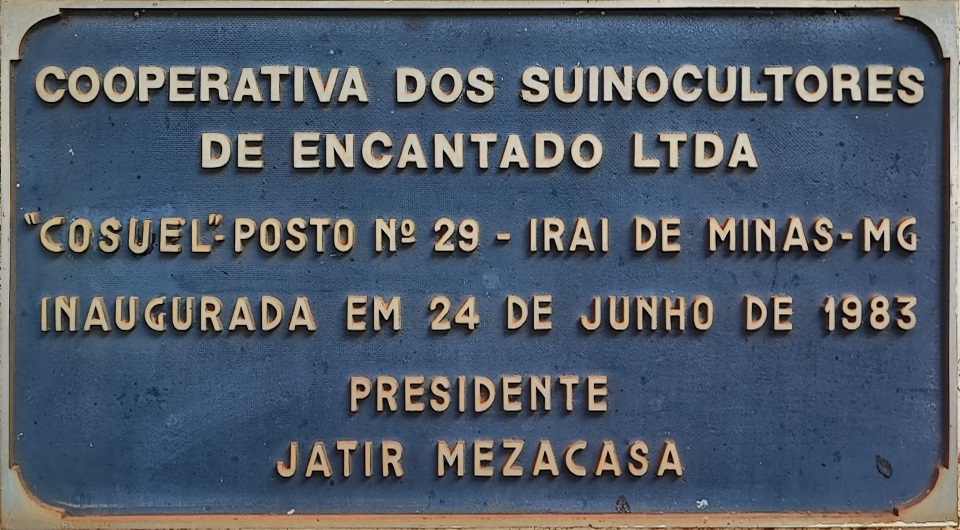 COOPERATIVA DOS SUINOCULTORES
DE ENCANTADO LTDA
"COSUEL"-POSTO Nº 29 - IRAI DE MINAS-MG
INAUGURADA EM 24 DE JUNHO DE 1983
PRESIDENTE
JATIR MEZACASA